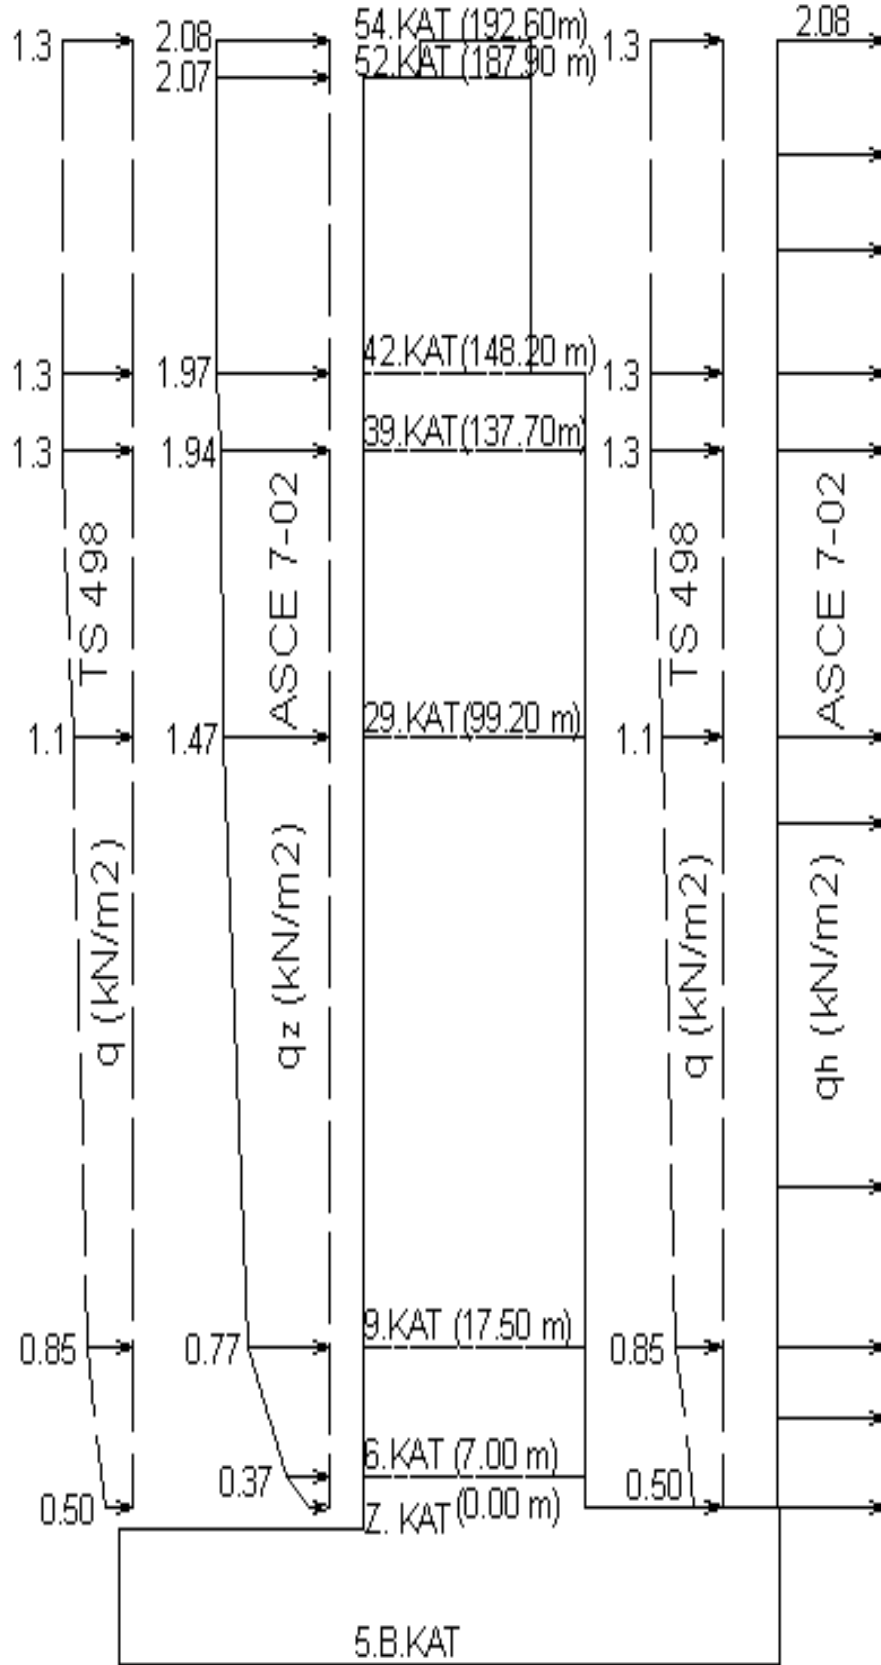 1.3 2.08 54.KAT (192.60m) 1.3 2.08
2.07 52.KAT (187.90 m)
1.3 1.97 42.KAT(148.20 m) 1.3
1.3 1.94 39.KAT(137.70m) 1.3
TS 498
ASCE 7-02
TS 498
ASCE 7-02
1.1 1.47 29.KAT(99.20 m) 1.1
q (kN/m2)
qz (kN/m2)
q (kN/m2)
qh (kN/m2)
0.85 0.77 9.KAT (17.50 m) 0.85
0.37 6.KAT (7.00 m)
0.50 Z. KAT (0.00 m) 0.50
5.B.KAT